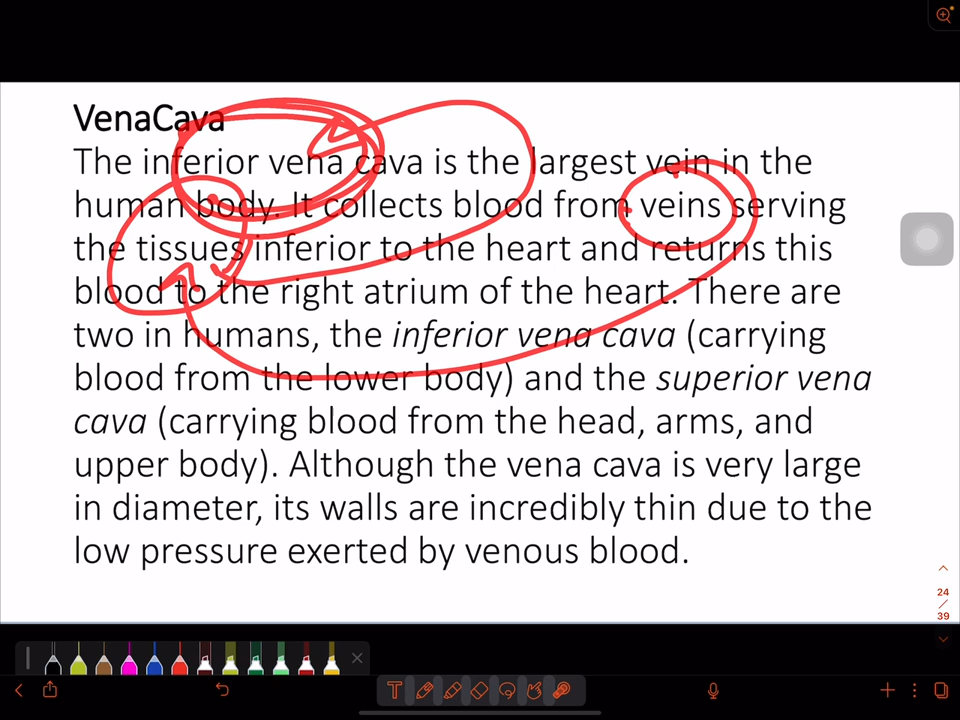 VenaCava
The inferior vena cava is the largest vein in the
human body. It collects blood from veins serving
the tissues inferior to the heart and returns this
blood to the right atrium of the heart. There are
two in humans, the inferior vena cava (carrying
blood from the lower body) and the superior vena
cava (carrying blood from the head, arms, and
upper body). Although the vena cava is very large
in diameter, its walls are incredibly thin due to the
low pressure exerted by venous blood.
24
/
39